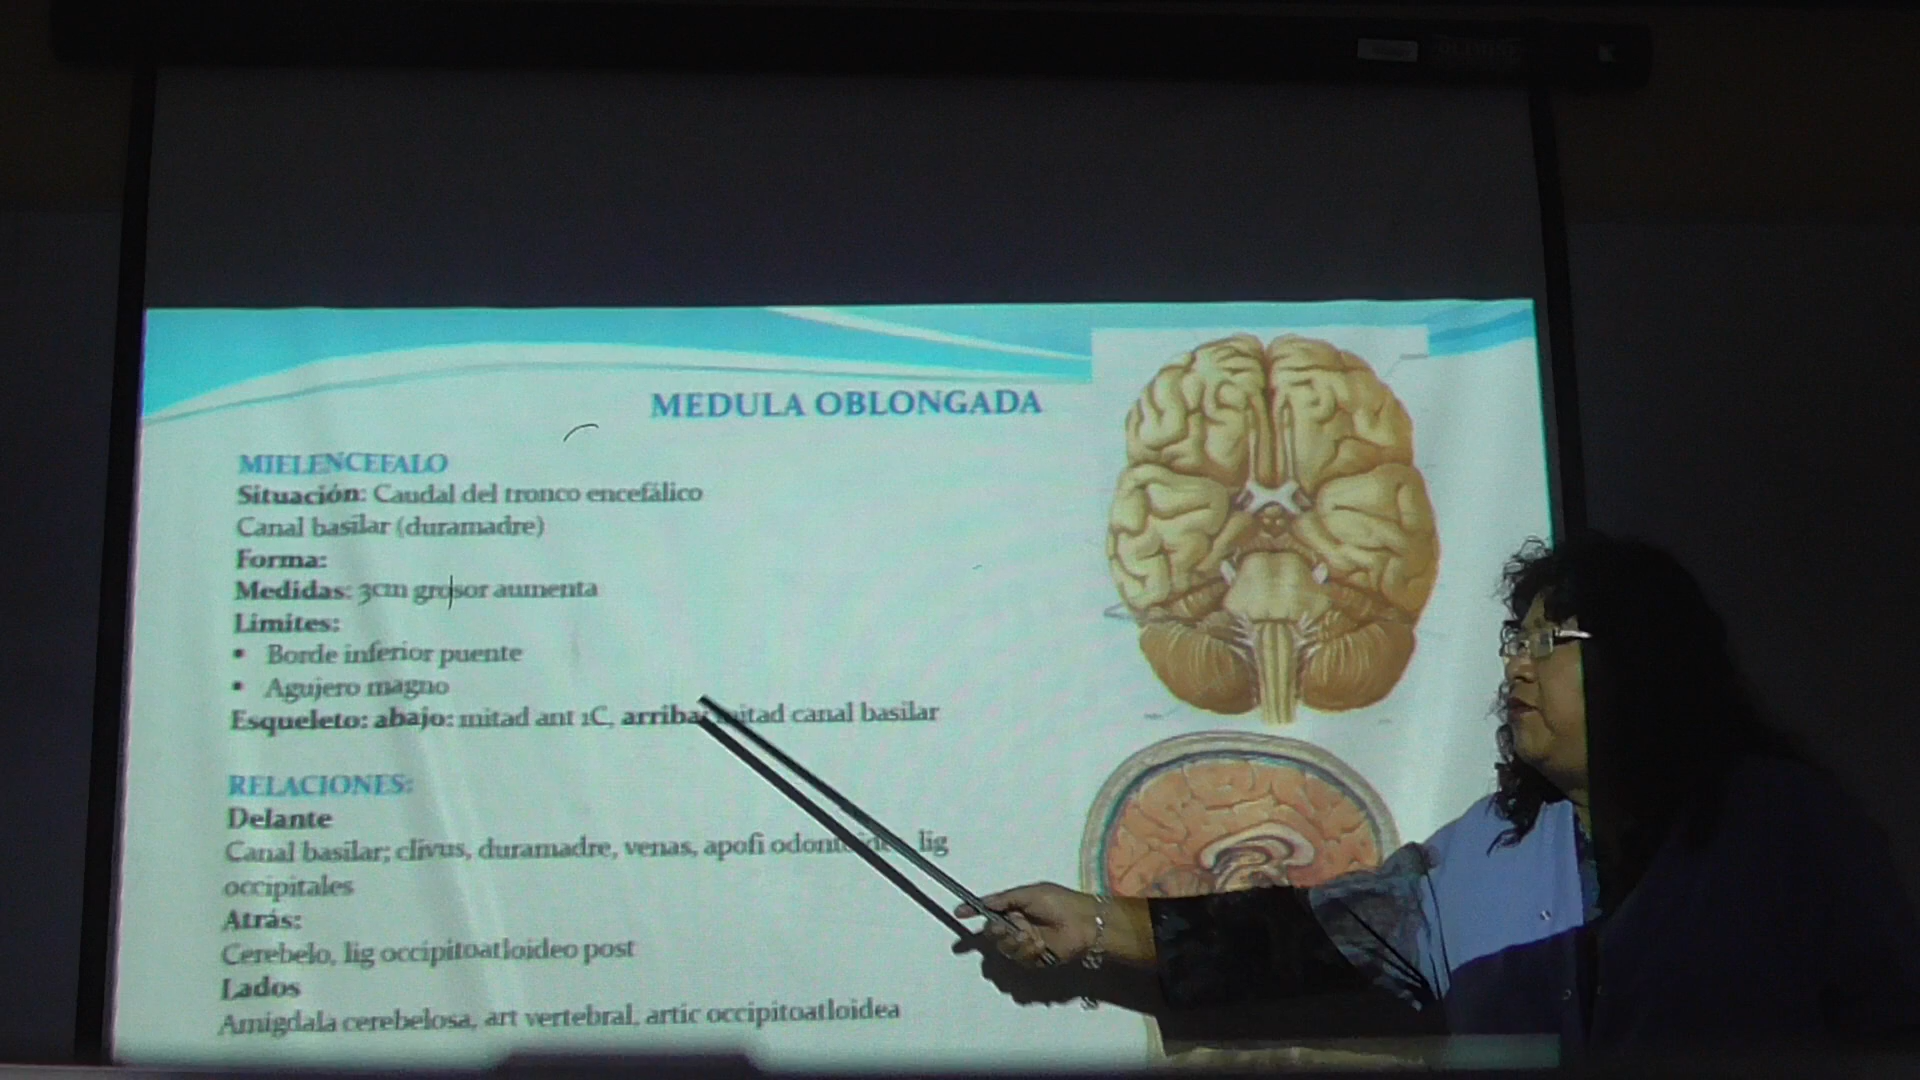 MEDULA OBLONGADA
MIELENCEFALO
Situación: Caudal del tronco encefálico
Canal basilar (duramadre)
Forma:
Medidas: 3cm grosor aumenta
Limites:
• Borde inferior puente
• Agujero magno
Esqueleto: abajo: mitad ant 1C, arriba: mitad canal basilar
RELACIONES:
Delante
Canal basilar; clivus, duramadre, venas, apofi lig
occipitales
Atrás:
Cerebelo, lig occipitoatloideo post
Lados
Amigdala cerebelosa, art vertebral, artic occipitoatloidea